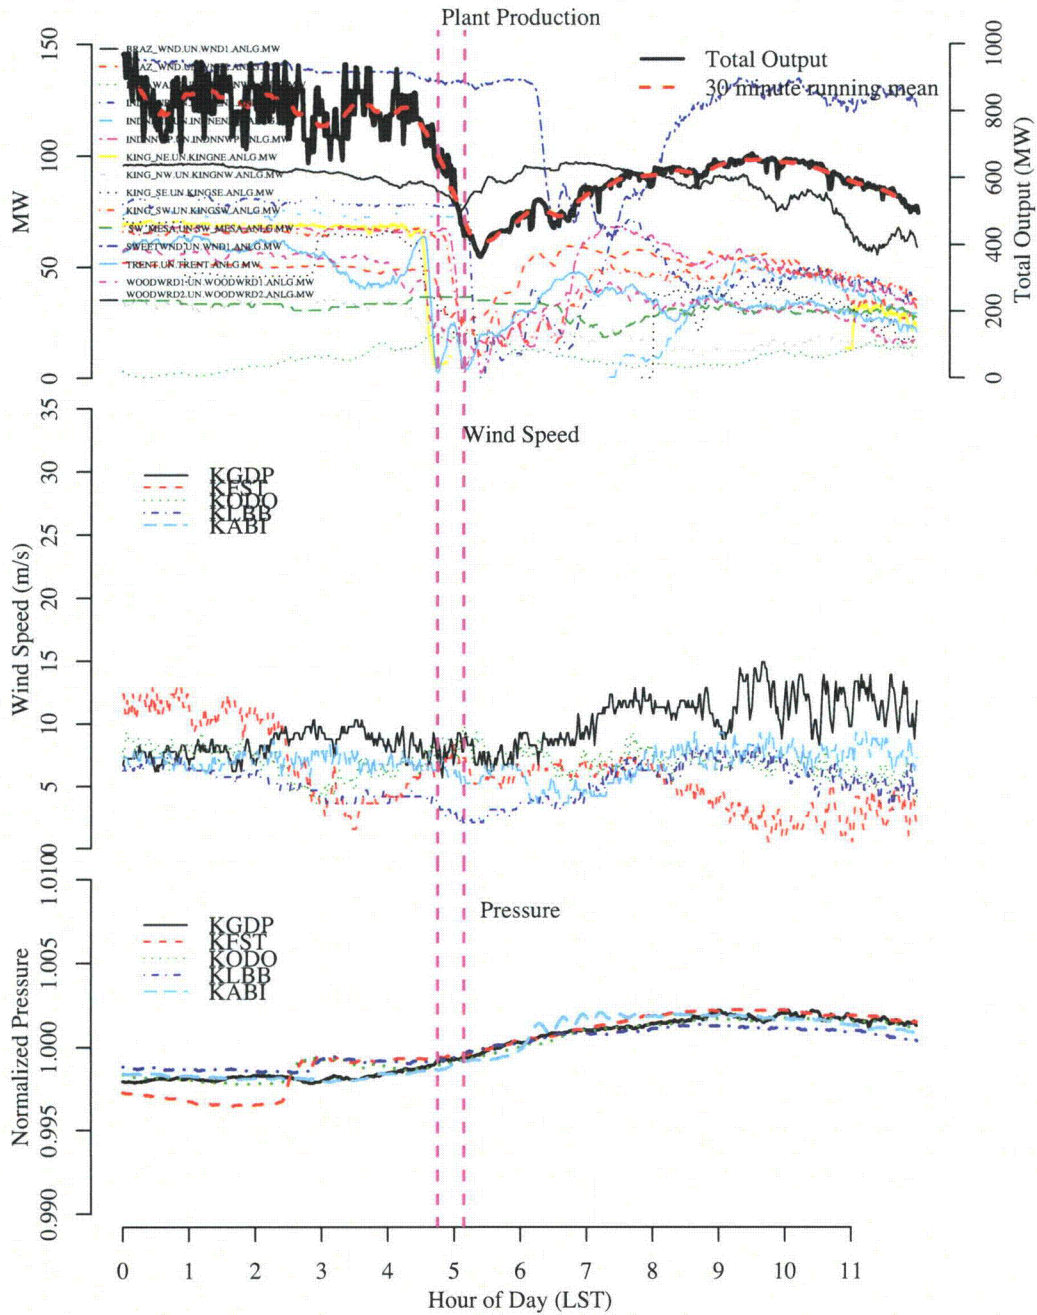 Plant Production
150
100
50
0
MW
BRAZ_WND.UN.WND1.ANLG.MW
KING_NE.UN.KINGNE.ANLG.MW
KING_NW.UN.KINGNW.ANLG.MW
KING_SE.UN.KINGSE.ANLG.MW
KING_SW.UN.KINGSW.ANLG.MW
SW_MESA.UN.SW_MESA.ANLG.MW
SWEETWND.UN.WND1.ANLG.MW
TRENT.UN.TRENT.ANLG.MW
WOODWRD1.UN.WOODWRD1.ANLG.MW
WOODWRD2.UN.WOODWRD2.ANLG.MW
Total Output
30 minute running mean
1000
800
600
400
200
0
Total Output (MW)
Wind Speed
35
30
25
20
15
10
5
0
Wind Speed (m/s)
KGDP
KFST
KODO
KLBB
KABI
Pressure
1.010
1.005
1.000
0.995
0.990
Normalized Pressure
KGDP
KFST
KODO
KLBB
KABI
0 1 2 3 4 5 6 7 8 9 10 11
Hour of Day (LST)